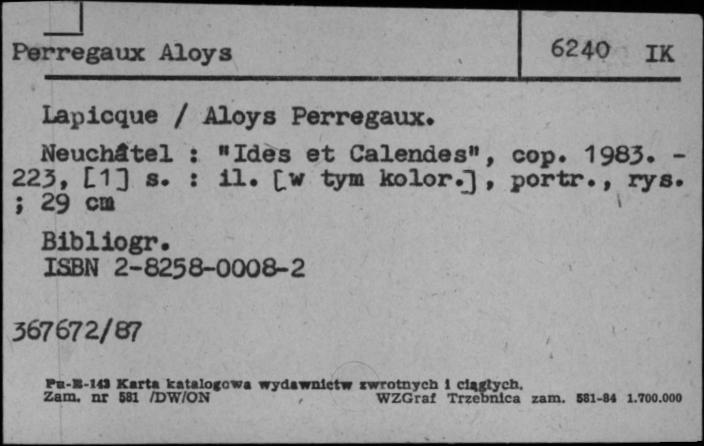 Perregaux Aloys
6240 IK
Lapicque / Aloys Perregaux.
Neuchâtel : "Ides et Calendes", cop. 1983. -
223, [1] s. : il. [w tym kolor.], portr., rys.
; 29 cm
Bibliogr.
ISBN 2-8258-0008-2
367672/87
Pu-B-143 Karta katalogowa wydawnictw zwrotnych i ciągłych.
Zam. nr 581 /DW/ON WZGraf Trzebnica zam. 581-84 1.700.000